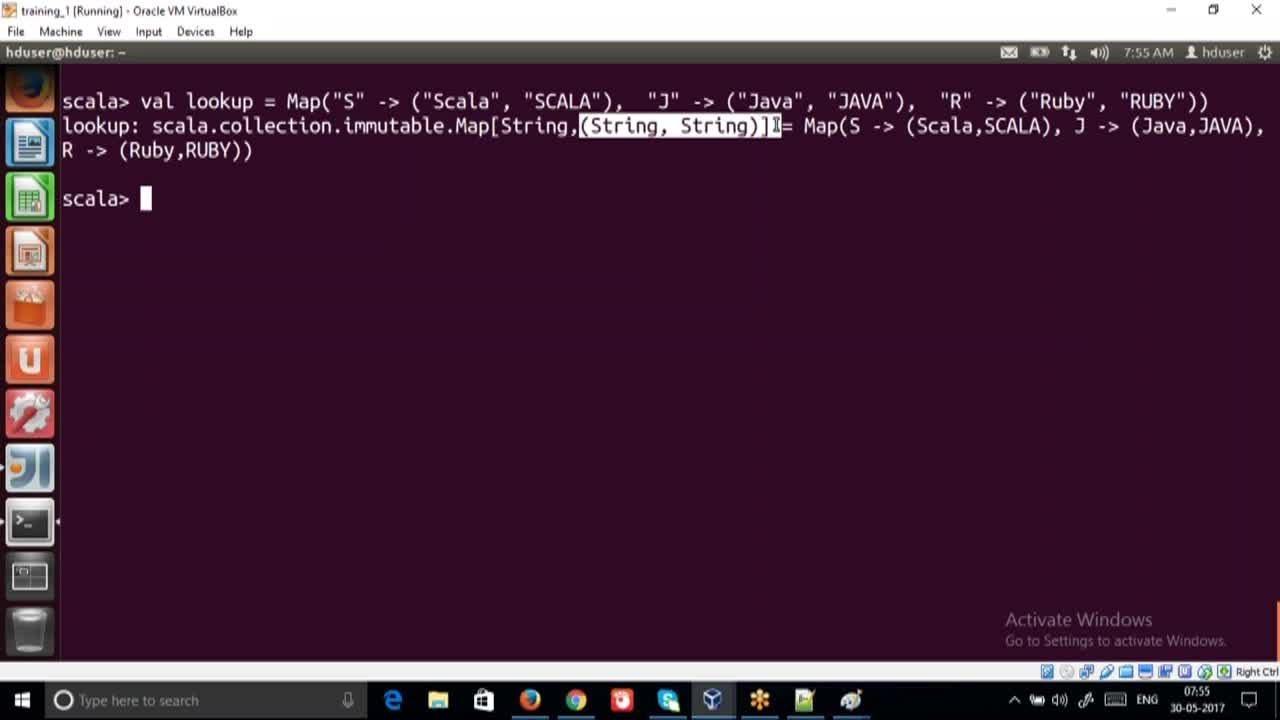 training_1 [Running] - Oracle VM VirtualBox
File Machine View Input Devices Help
hduser@hduser: ~ 7:55 AM hduser
scala> val lookup = Map("S" -> ("Scala", "SCALA"), "J" -> ("Java", "JAVA"), "R" -> ("Ruby", "RUBY"))
lookup: scala.collection.immutable.Map[String,(String, String)] = Map(S -> (Scala,SCALA), J -> (Java,JAVA),
R -> (Ruby,RUBY))
scala>
Activate Windows
Go to Settings to activate Windows.
Right Ctrl
Type here to search
ENG
07:55
30-05-2017